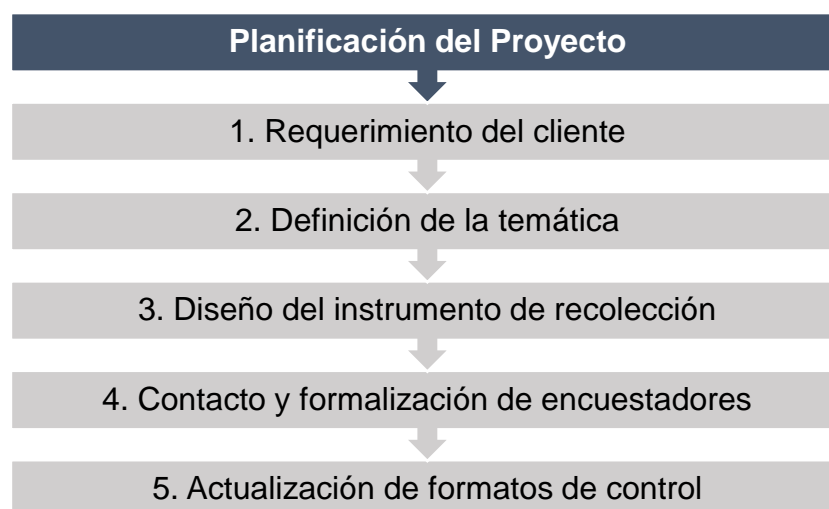 Planificación del Proyecto
1. Requerimiento del cliente
2. Definición de la temática
3. Diseño del instrumento de recolección
4. Contacto y formalización de encuestadores
5. Actualización de formatos de control